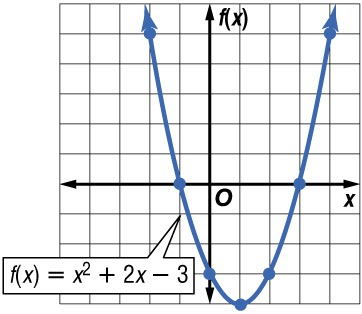 f(x)
O
x
f(x) = x² + 2x − 3